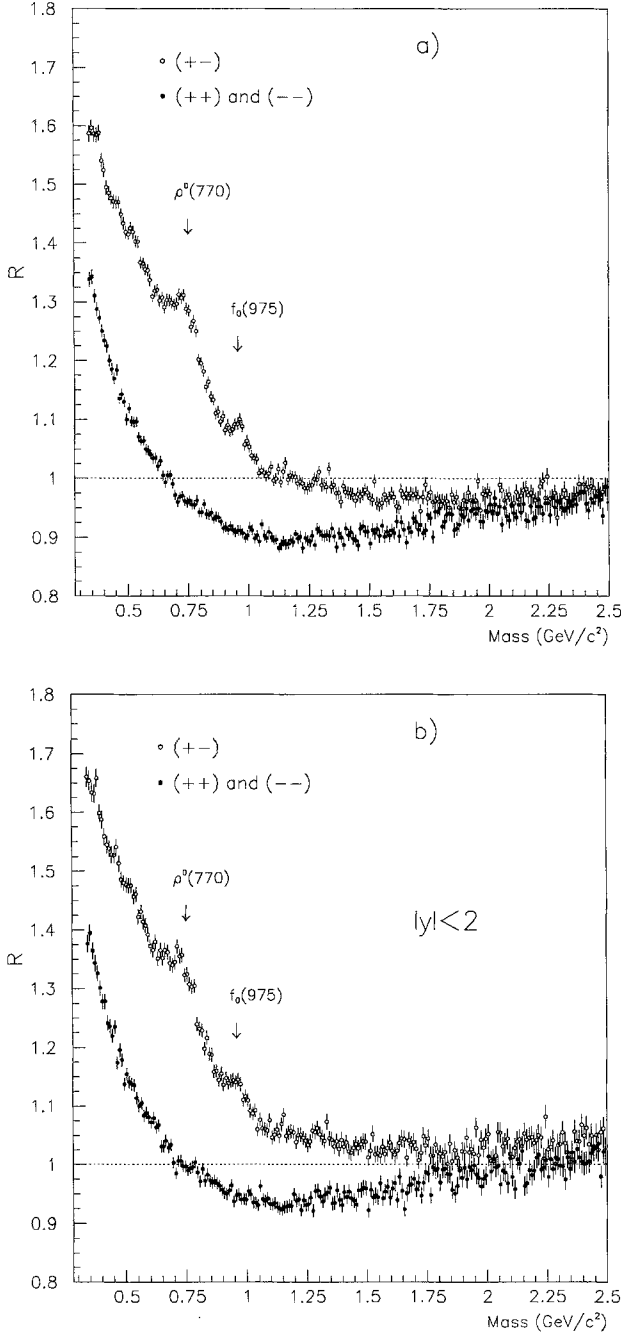 R
1.8
1.7
1.6
1.5
1.4
1.3
1.2
1.1
1
0.9
0.8
a)
(+−)
(++) and (−−)
ρ⁰(770)
f₀(975)
0.5 0.75 1 1.25 1.5 1.75 2 2.25 2.5
Mass (GeV/c²)
R
1.8
1.7
1.6
1.5
1.4
1.3
1.2
1.1
1
0.9
0.8
b)
(+−)
(++) and (−−)
ρ⁰(770)
|y|<2
f₀(975)
0.5 0.75 1 1.25 1.5 1.75 2 2.25 2.5
Mass (GeV/c²)